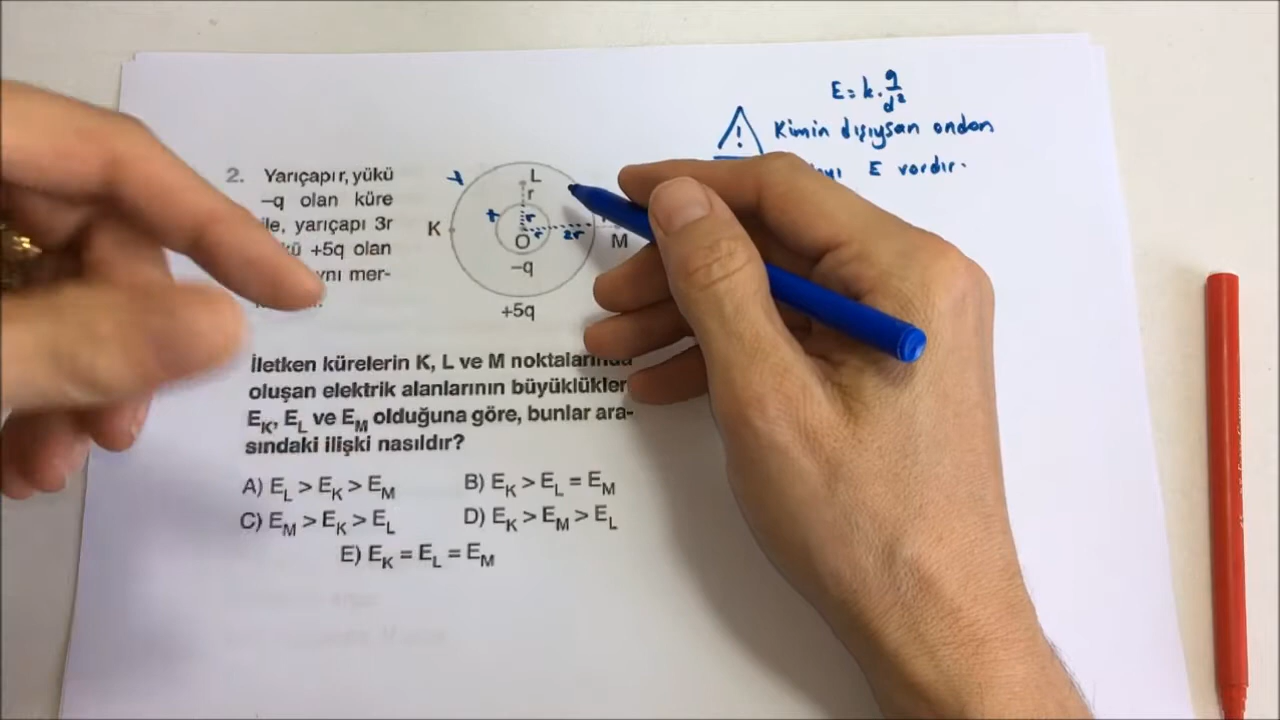 E = k. q/d²
! Kimin dışıysan ondan
E vardır.
2. Yarıçapı r, yükü
–q olan küre
yarıçapı 3r
+5q olan
K
L
r
r
r
2r
O
M
–q
+5q
İletken kürelerin K, L ve M noktalarında
oluşan elektrik alanlarının büyüklükler
E_K, E_L ve E_M olduğuna göre, bunlar ara-
sındaki ilişki nasıldır?
A) E_L > E_K > E_M B) E_K > E_L = E_M
C) E_M > E_K > E_L D) E_K > E_M > E_L
E) E_K = E_L = E_M